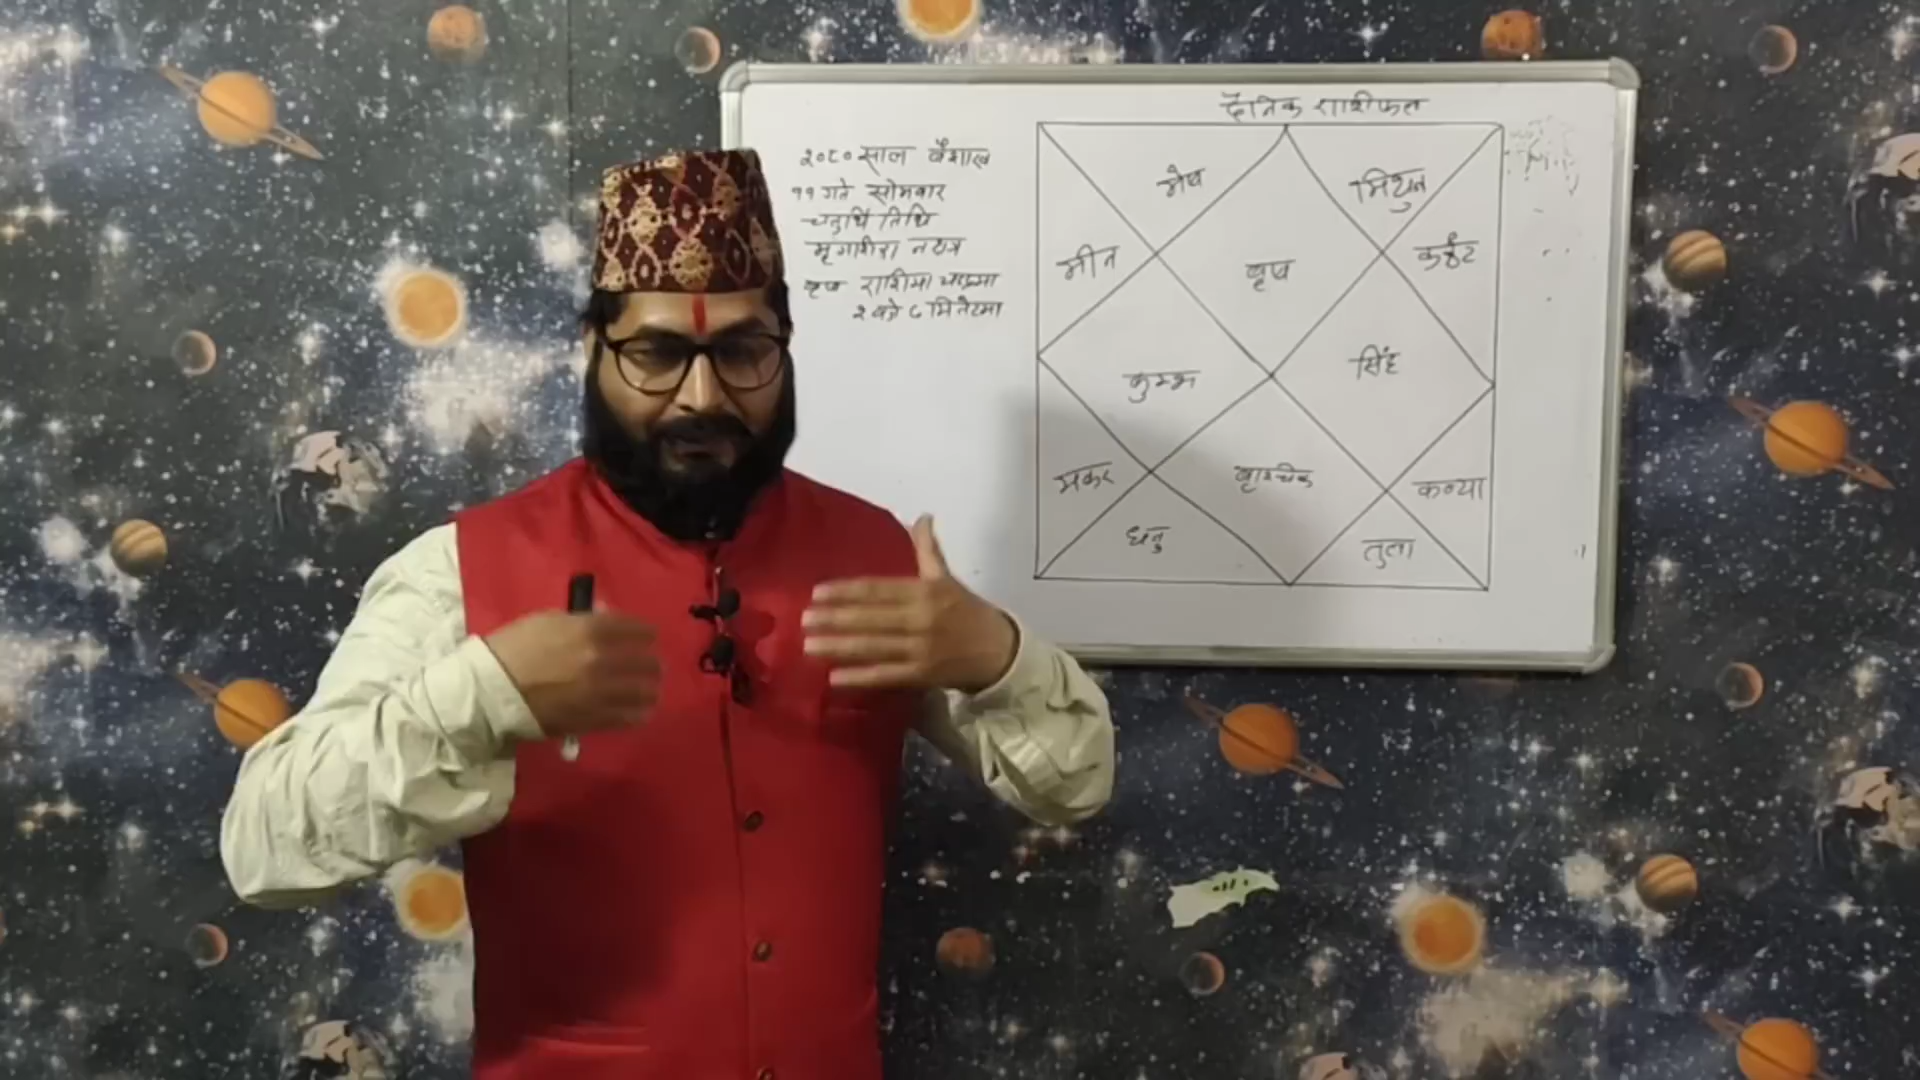 दैनिक राशीफल
२०८० साल वैशाख
११ गते सोमबार
चतुर्थि तिथि
मृगाशिरा नक्षत्र
वृष राशिमा चन्द्रमा
२ बजे ८ मिनेटमा
मेष
मिथुन
मीन
वृष
कर्कट
कुम्भ
सिंह
मकर
वृश्चिक
कन्या
धनु
तुला